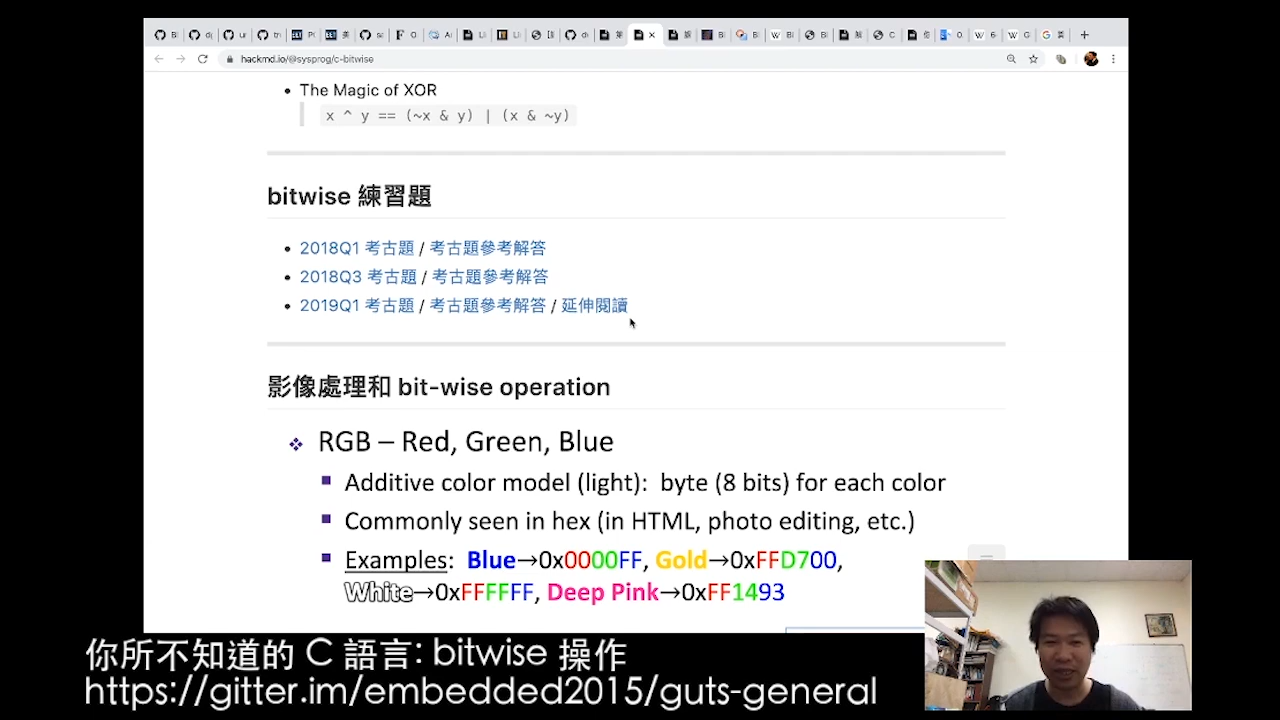 hackmd.io/@sysprog/c-bitwise
The Magic of XOR
x ^ y == (~x & y) | (x & ~y)
bitwise 練習題
2018Q1 考古題 / 考古題參考解答
2018Q3 考古題 / 考古題參考解答
2019Q1 考古題 / 考古題參考解答 / 延伸閱讀
影像處理和 bit-wise operation
RGB – Red, Green, Blue
Additive color model (light): byte (8 bits) for each color
Commonly seen in hex (in HTML, photo editing, etc.)
Examples: Blue→0x0000FF, Gold→0xFFD700,
White→0xFFFFFF, Deep Pink→0xFF1493
你所不知道的 C 語言: bitwise 操作
https://gitter.im/embedded2015/guts-general